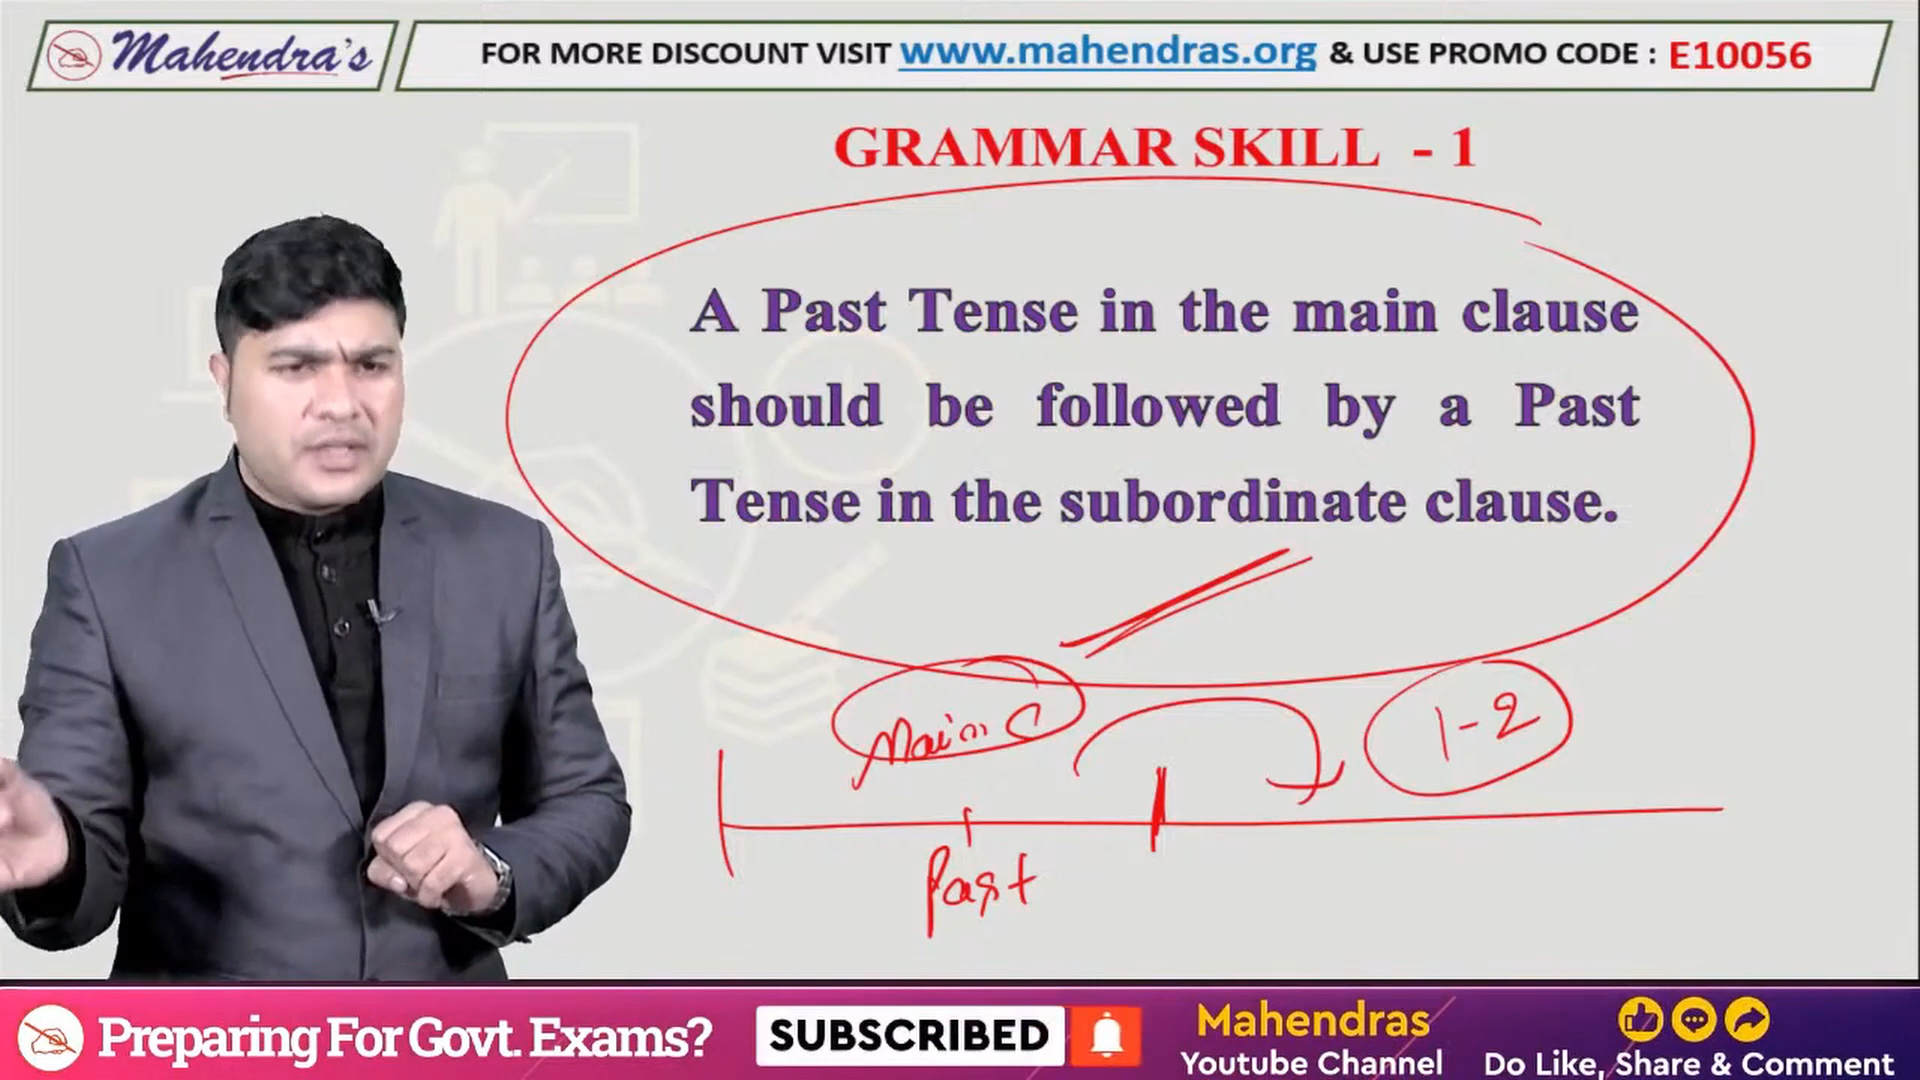 Mahendra's
FOR MORE DISCOUNT VISIT www.mahendras.org & USE PROMO CODE : E10056
GRAMMAR SKILL - 1
A Past Tense in the main clause
should be followed by a Past
Tense in the subordinate clause.
Main C
1-2
Past
Preparing For Govt. Exams?
SUBSCRIBED
Mahendras
Youtube Channel
Do Like, Share & Comment